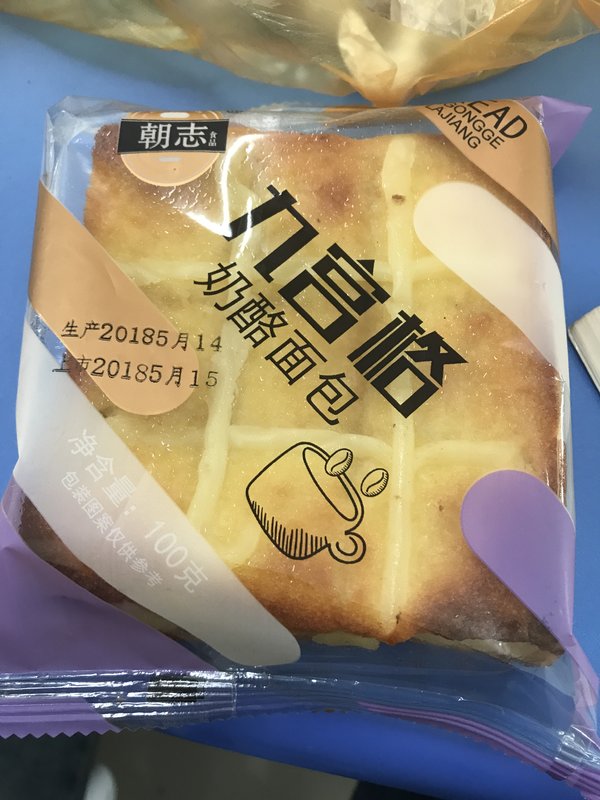 朝志食品
EAD
GONGGE
LAJIANG
九宫格
奶酪面包
生产20185月14
上市20185月15
净含量：100克
包装图案仅供参考